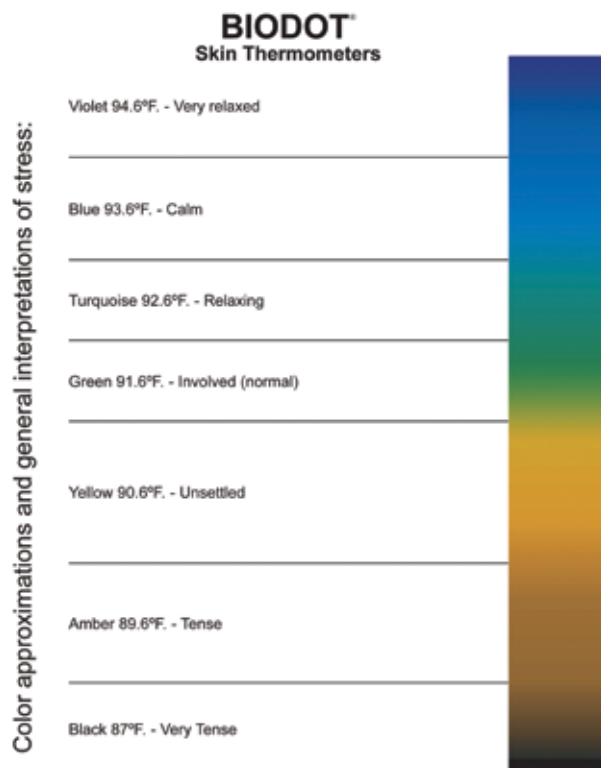 BIODOT®
Skin Thermometers
Color approximations and general interpretations of stress:
Violet 94.6ºF. - Very relaxed
Blue 93.6ºF. - Calm
Turquoise 92.6ºF. - Relaxing
Green 91.6ºF. - Involved (normal)
Yellow 90.6ºF. - Unsettled
Amber 89.6ºF. - Tense
Black 87ºF. - Very Tense